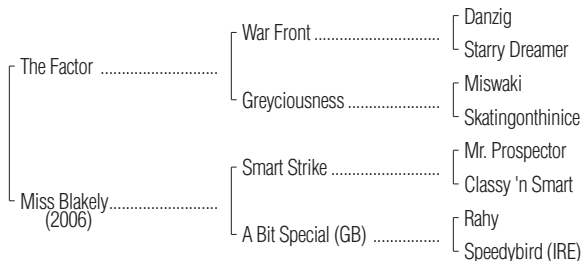 Danzig
War Front ........................................
Starry Dreamer
The Factor .....................................
Miswaki
Greyciousness .............................
Skatingonthinice
Mr. Prospector
Smart Strike ..................................
Classy 'n Smart
Miss Blakely..................................
(2006)
Rahy
A Bit Special (GB) .....................
Speedybird (IRE)